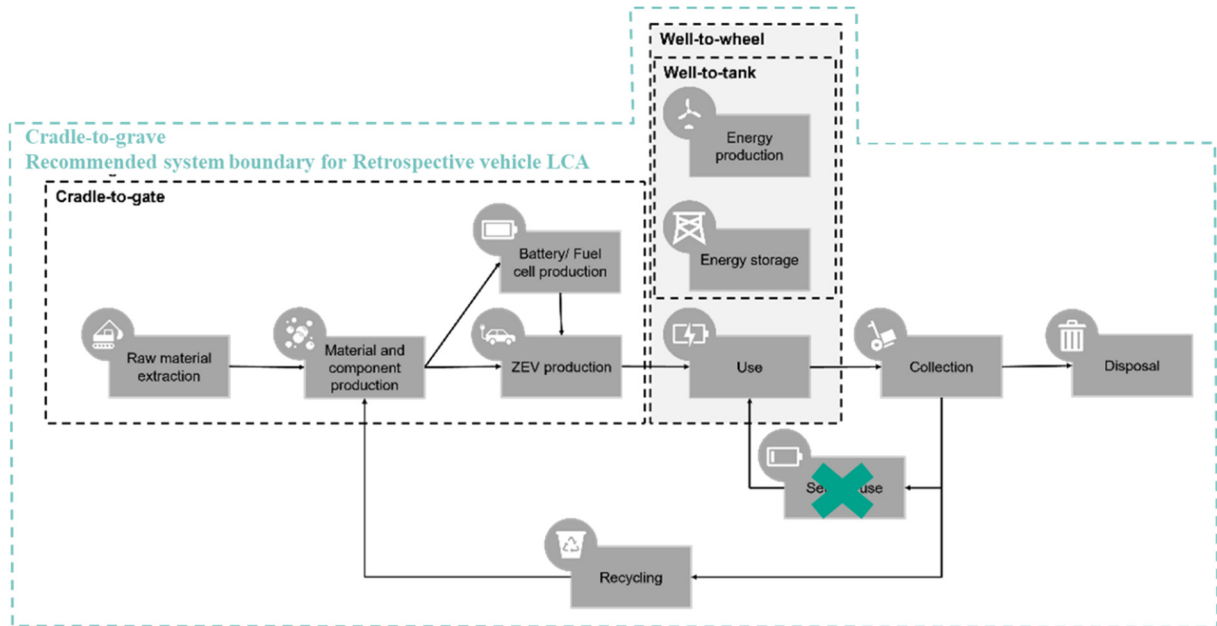 Well-to-wheel
Well-to-tank
Energy
production
Cradle-to-grave
Recommended system boundary for Retrospective vehicle LCA
Cradle-to-gate
Battery/ Fuel
cell production
Energy storage
Raw material
extraction
Material and
component
production
ZEV production
Use
Collection
Disposal
use
Recycling